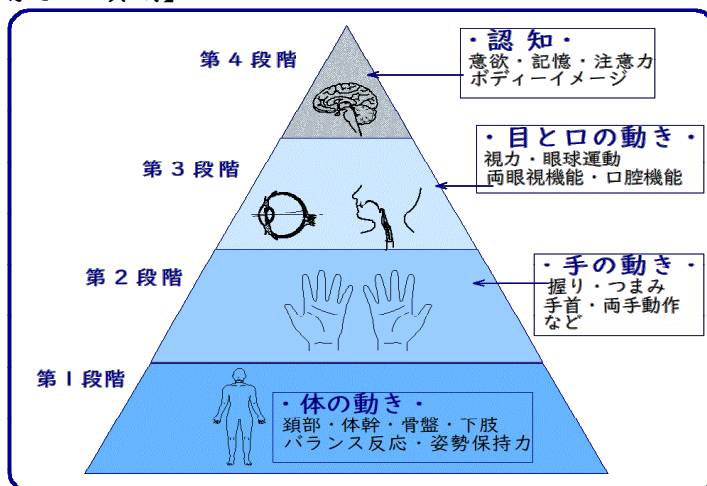 第4段階
・認 知・
意欲・記憶・注意力
ボディーイメージ
第3段階
・目と口の動き・
視力・眼球運動
両眼視機能・口腔機能
第2段階
・手の動き・
握り・つまみ
手首・両手動作
など
第1段階
・体の動き・
頚部・体幹・骨盤・下肢
バランス反応・姿勢保持力